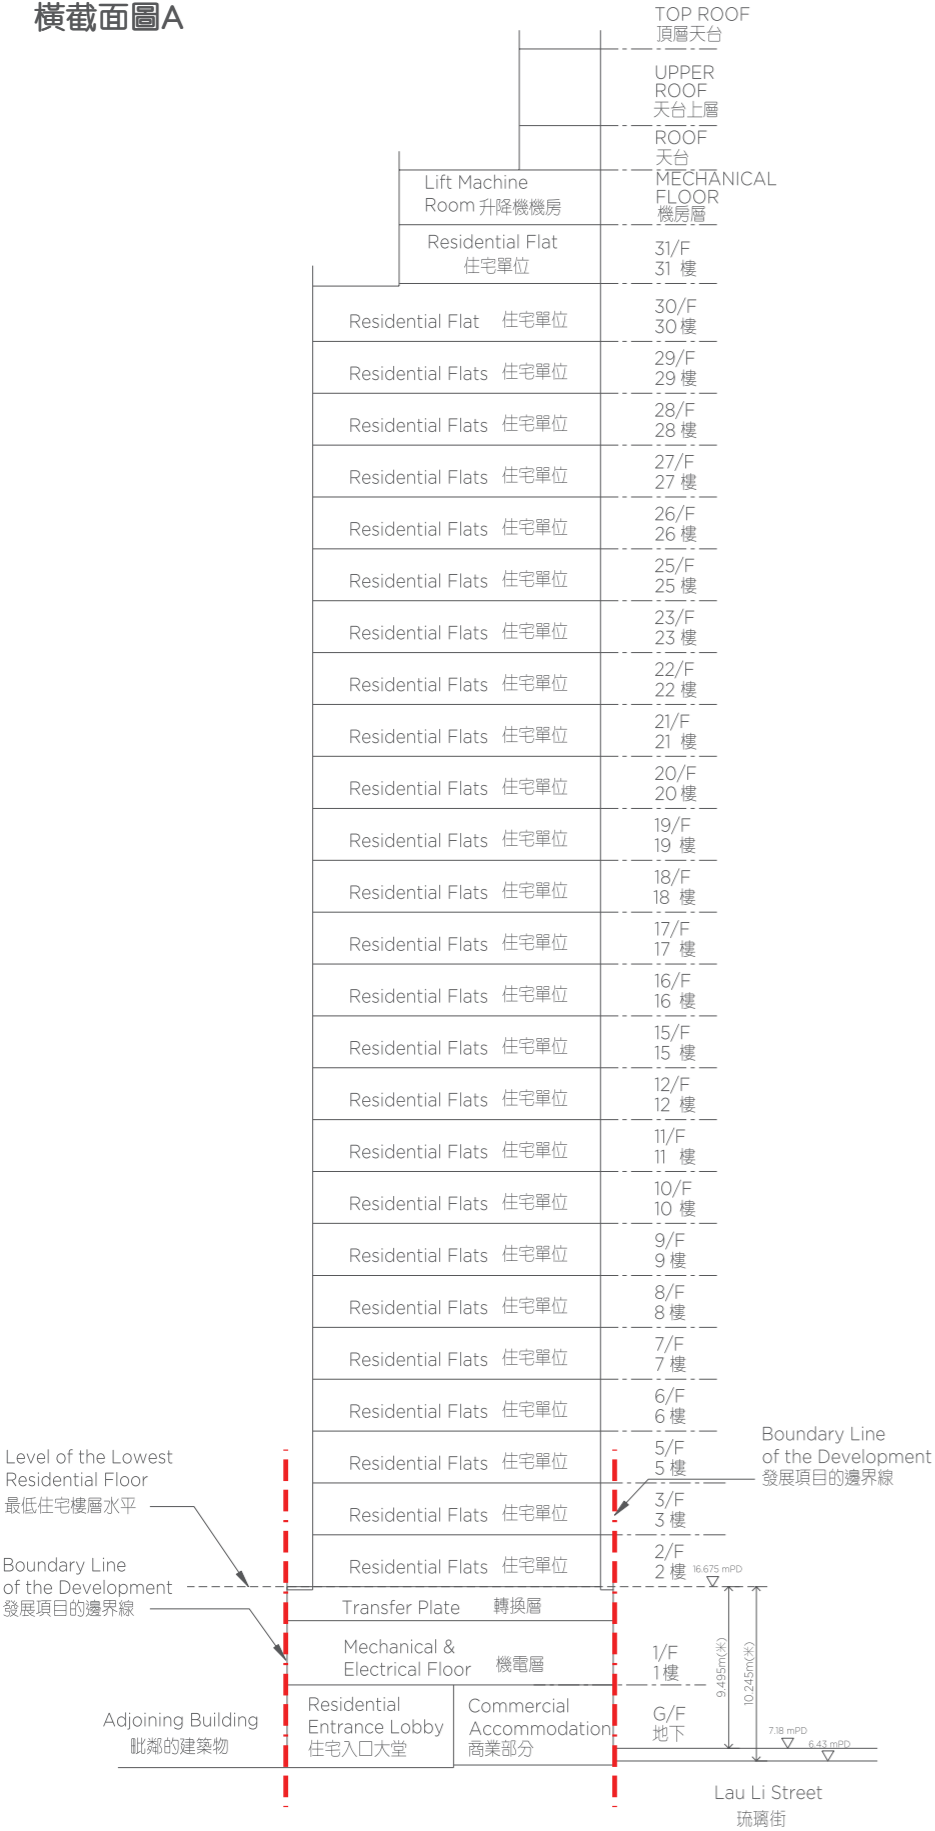 橫截面圖A
TOP ROOF
頂層天台
UPPER
ROOF
天台上層
ROOF
天台
Lift Machine
Room 升降機機房
MECHANICAL
FLOOR
機房層
Residential Flat
住宅單位
31/F
31 樓
Residential Flat 住宅單位
30/F
30 樓
Residential Flats 住宅單位
29/F
29 樓
Residential Flats 住宅單位
28/F
28 樓
Residential Flats 住宅單位
27/F
27 樓
Residential Flats 住宅單位
26/F
26 樓
Residential Flats 住宅單位
25/F
25 樓
Residential Flats 住宅單位
23/F
23 樓
Residential Flats 住宅單位
22/F
22 樓
Residential Flats 住宅單位
21/F
21 樓
Residential Flats 住宅單位
20/F
20 樓
Residential Flats 住宅單位
19/F
19 樓
Residential Flats 住宅單位
18/F
18 樓
Residential Flats 住宅單位
17/F
17 樓
Residential Flats 住宅單位
16/F
16 樓
Residential Flats 住宅單位
15/F
15 樓
Residential Flats 住宅單位
12/F
12 樓
Residential Flats 住宅單位
11/F
11 樓
Residential Flats 住宅單位
10/F
10 樓
Residential Flats 住宅單位
9/F
9 樓
Residential Flats 住宅單位
8/F
8 樓
Residential Flats 住宅單位
7/F
7 樓
Residential Flats 住宅單位
6/F
6 樓
Level of the Lowest
Residential Floor
最低住宅樓層水平
Residential Flats 住宅單位
5/F
5 樓
Boundary Line
of the Development
發展項目的邊界線
Residential Flats 住宅單位
3/F
3 樓
Boundary Line
of the Development
發展項目的邊界線
Residential Flats 住宅單位
2/F
2 樓
16.675 mPD
Transfer Plate 轉換層
Mechanical &
Electrical Floor 機電層
1/F
1 樓
9.495m(米)
10.245m(米)
Adjoining Building
毗鄰的建築物
Residential
Entrance Lobby
住宅入口大堂
Commercial
Accommodation
商業部分
G/F
地下
7.18 mPD
6.43 mPD
Lau Li Street
琉璃街